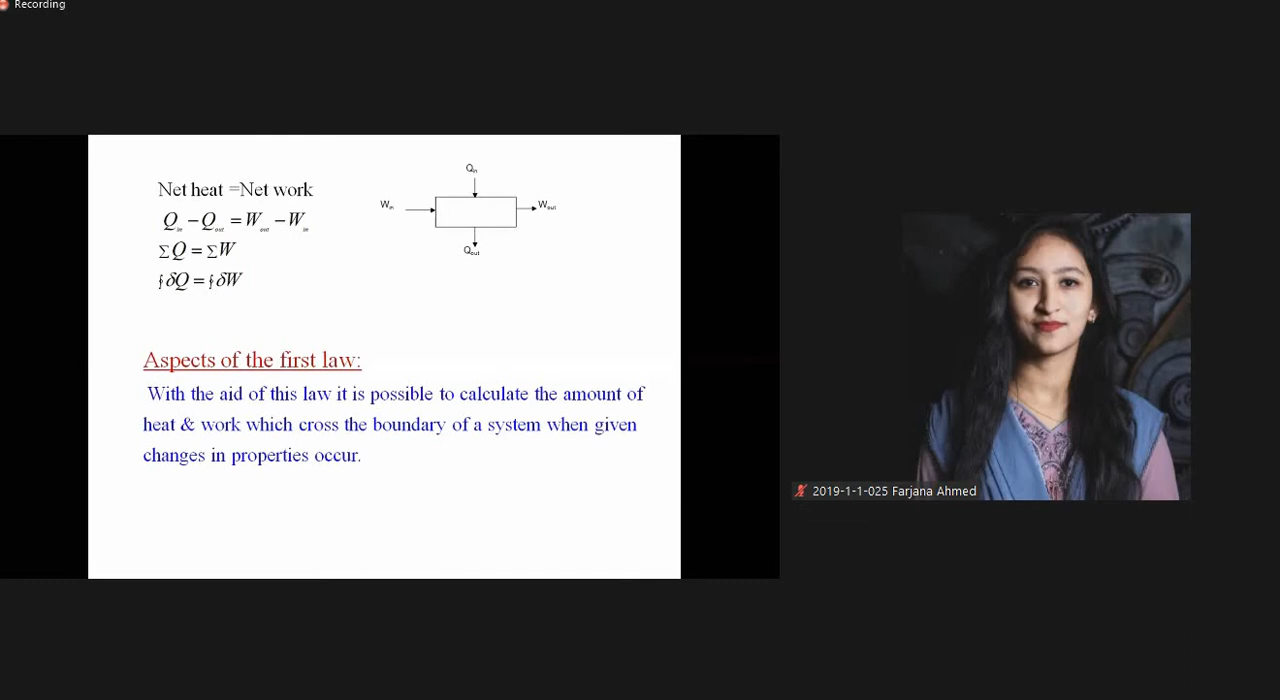 Recording
Net heat =Net work
Q_in − Q_out = W_out − W_in
ΣQ = ΣW
∮δQ = ∮δW
Q_in
W_in
W_out
Q_out
Aspects of the first law:
With the aid of this law it is possible to calculate the amount of
heat & work which cross the boundary of a system when given
changes in properties occur.
2019-1-1-025 Farjana Ahmed